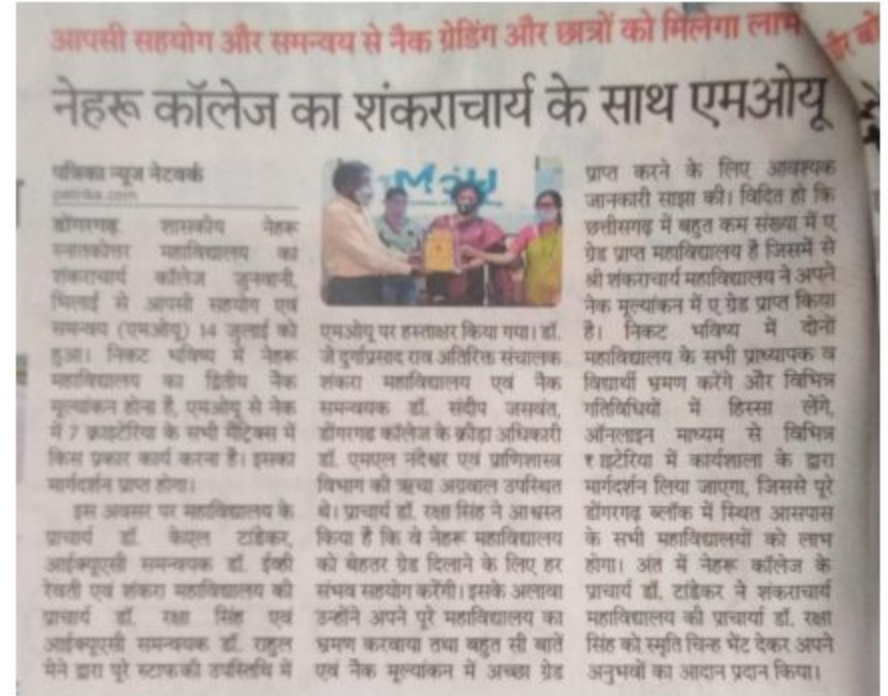 आपसी सहयोग और समन्वय से नैक ग्रेडिंग और छात्रों को मिलेगा लाभ
नेहरू कॉलेज का शंकराचार्य के साथ एमओयू
पत्रिका न्यूज नेटवर्क
patrika.com
डोंगरगढ़. शासकीय नेहरू
स्नातकोत्तर महाविद्यालय का
शंकराचार्य कॉलेज जुनवानी,
भिलाई से आपसी सहयोग एवं
समन्वय (एमओयू) 14 जुलाई को
हुआ। निकट भविष्य में नेहरू
महाविद्यालय का द्वितीय नैक
मूल्यांकन होना है, एमओयू से नेक
में 7 क्राइटेरिया के सभी मैट्रिक्स में
किस प्रकार कार्य करना है। इसका
मार्गदर्शन प्राप्त होगा।
इस अवसर पर महाविद्यालय के
प्राचार्य डॉ. केएल टांडेकर,
आईक्यूएसी समन्वयक डॉ. ईव्ही
रेवती एवं शंकरा महाविद्यालय की
प्राचार्य डॉ. रक्षा सिंह एवं
आईक्यूएसी समन्वयक डॉ. राहुल
मेने द्वारा पूरे स्टाफ की उपस्थिति में
MoU
एमओयू पर हस्ताक्षर किया गया। डॉ.
जे दुर्गाप्रसाद राव अतिरिक्त संचालक
शंकरा महाविद्यालय एवं नैक
समन्वयक डॉ. संदीप जसवंत,
डोंगरगढ कॉलेज के क्रीड़ा अधिकारी
डॉ. एमएल नंदेश्वर एवं प्राणिशास्त्र
विभाग की ऋचा अग्रवाल उपस्थित
थे। प्राचार्य डॉ. रक्षा सिंह ने आश्वस्त
किया है कि वे नेहरू महाविद्यालय
को बेहतर ग्रेड दिलाने के लिए हर
संभव सहयोग करेंगी। इसके अलावा
उन्होंने अपने पूरे महाविद्यालय का
भ्रमण करवाया तथा बहुत सी बातें
एवं नैक मूल्यांकन में अच्छा ग्रेड
प्राप्त करने के लिए आवश्यक
जानकारी साझा की। विदित हो कि
छत्तीसगढ़ में बहुत कम संख्या में ए
ग्रेड प्राप्त महाविद्यालय है जिसमें से
श्री शंकराचार्य महाविद्यालय ने अपने
नेक मूल्यांकन में ए ग्रेड प्राप्त किया
है। निकट भविष्य में दोनों
महाविद्यालय के सभी प्राध्यापक व
विद्यार्थी भ्रमण करेंगे और विभिन्न
गतिविधियों में हिस्सा लेंगे,
ऑनलाइन माध्यम से विभिन्न
राइटेरिया में कार्यशाला के द्वारा
मार्गदर्शन लिया जाएगा, जिससे पूरे
डोंगरगढ़ ब्लॉक में स्थित आसपास
के सभी महाविद्यालयों को लाभ
होगा। अंत में नेहरू कॉलेज के
प्राचार्य डॉ. टांडेकर ने शकराचार्य
महाविद्यालय की प्राचार्या डॉ. रक्षा
सिंह को स्मृति चिन्ह भेंट देकर अपने
अनुभवों का आदान प्रदान किया।